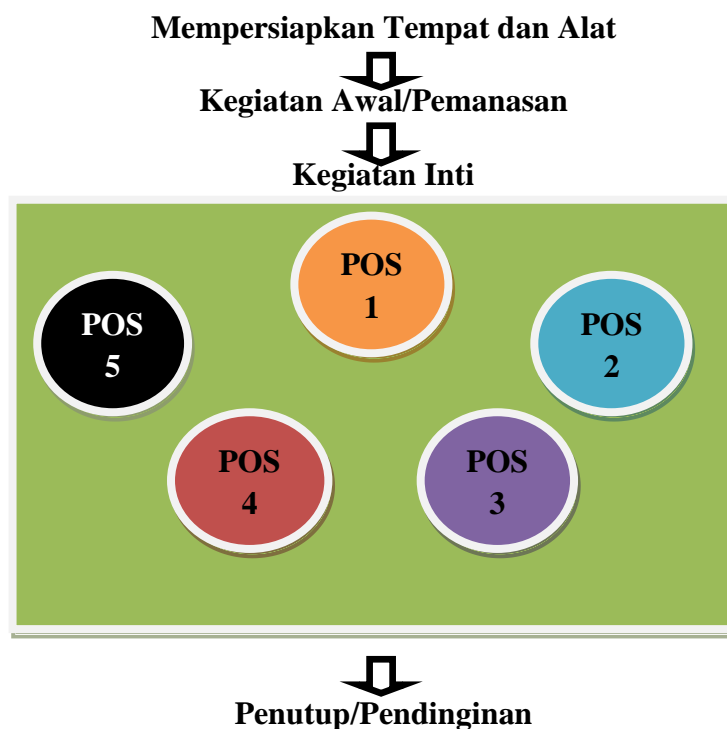 Mempersiapkan Tempat dan Alat
Kegiatan Awal/Pemanasan
Kegiatan Inti
POS
1
POS
2
POS
3
POS
4
POS
5
Penutup/Pendinginan